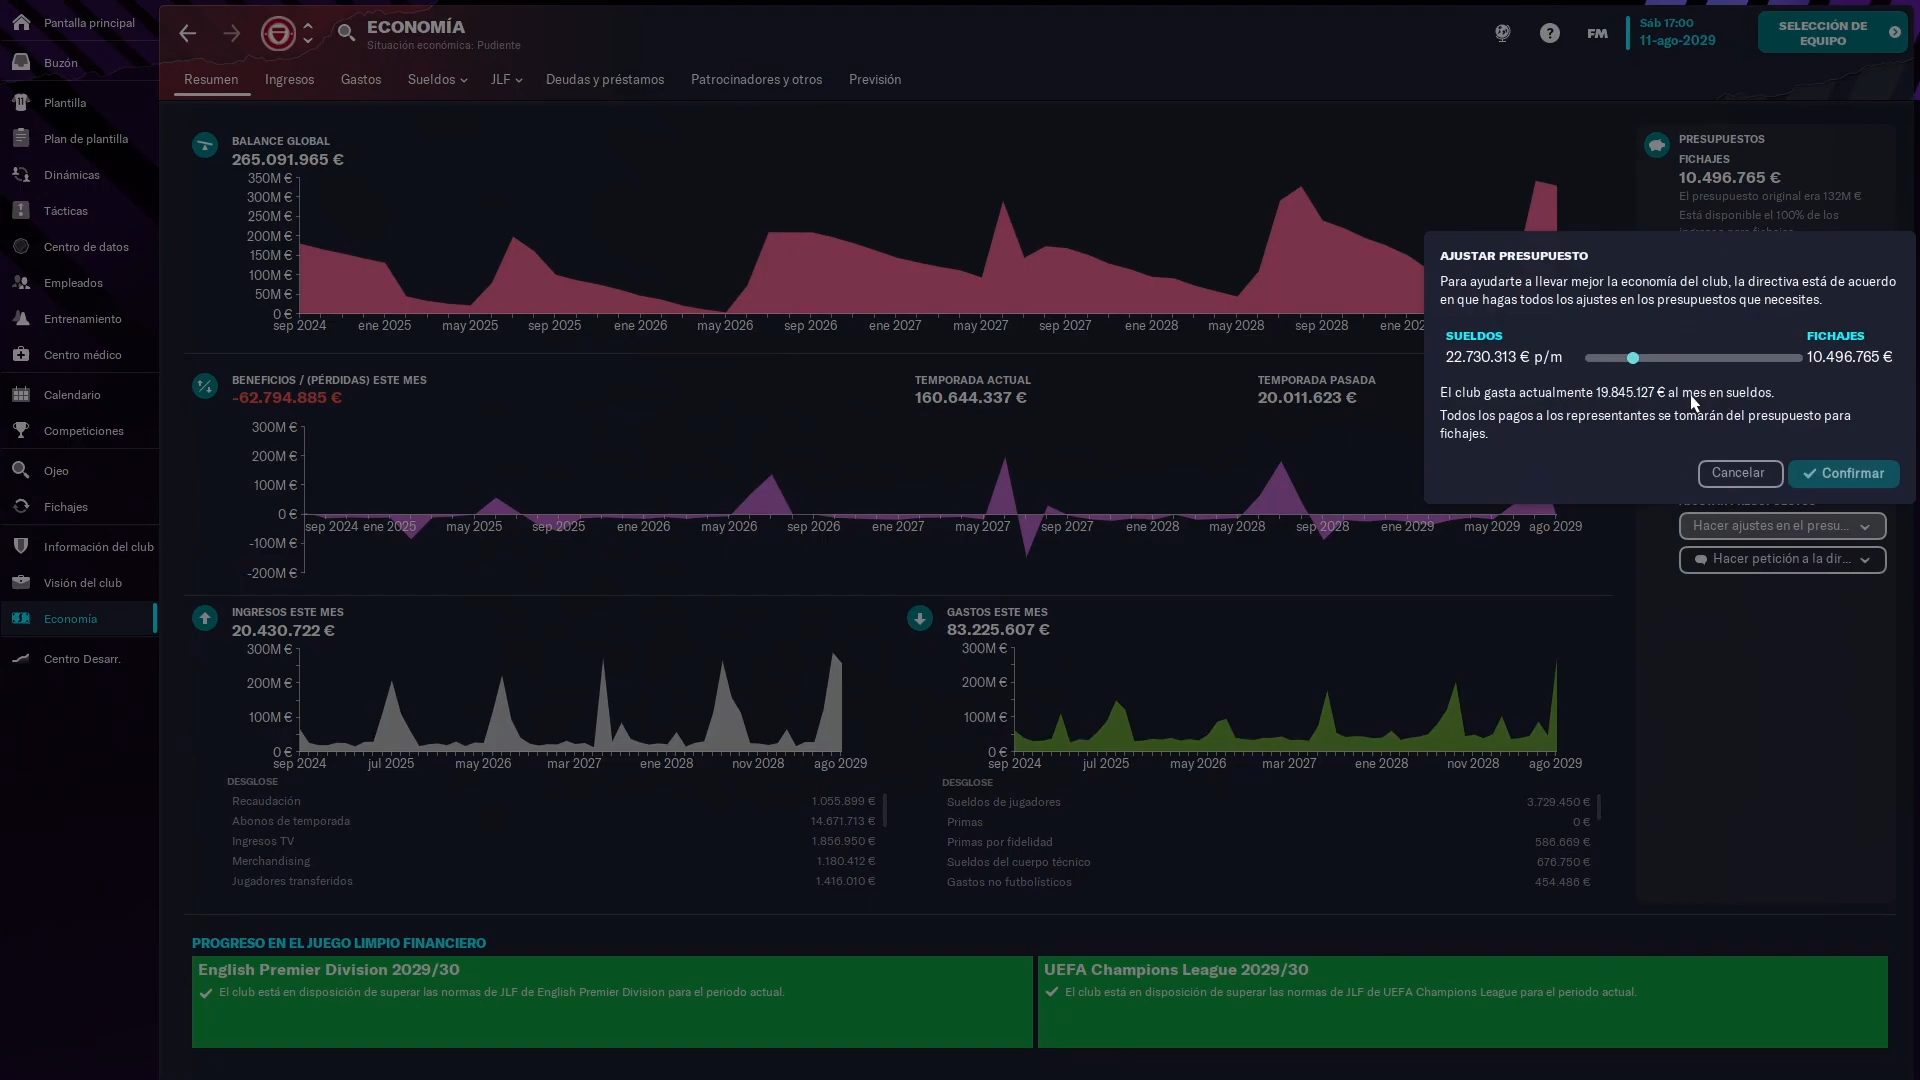 Pantalla principal
Buzón
Plantilla
Plan de plantilla
Dinámicas
Tácticas
Centro de datos
Empleados
Entrenamiento
Centro médico
Calendario
Competiciones
Ojeo
Fichajes
Información del club
Visión del club
Economía
Centro Desarr.
ECONOMÍA
Situación económica: Pudiente
?
FM
Sáb 17:00
11-ago-2029
SELECCIÓN DE
EQUIPO
Resumen Ingresos Gastos Sueldos JLF Deudas y préstamos Patrocinadores y otros Previsión
BALANCE GLOBAL
265.091.965 €
350M €
300M €
250M €
200M €
150M €
100M €
50M €
0 €
sep 2024 ene 2025 may 2025 sep 2025 ene 2026 may 2026 sep 2026 ene 2027 may 2027 sep 2027 ene 2028 may 2028 sep 2028 ene 202
PRESUPUESTOS
FICHAJES
10.496.765 €
El presupuesto original era 132M €
Está disponible el 100% de los
ingresos para fichajes
AJUSTAR PRESUPUESTO
Para ayudarte a llevar mejor la economía del club, la directiva está de acuerdo
en que hagas todos los ajustes en los presupuestos que necesites.
SUELDOS FICHAJES
22.730.313 € p/m 10.496.765 €
El club gasta actualmente 19.845.127 € al mes en sueldos.
Todos los pagos a los representantes se tomarán del presupuesto para
fichajes.
Cancelar Confirmar
Hacer ajustes en el presu...
Hacer petición a la dir...
BENEFICIOS / (PÉRDIDAS) ESTE MES
-62.794.885 €
TEMPORADA ACTUAL
160.644.337 €
TEMPORADA PASADA
20.011.623 €
300M €
200M €
100M €
0 €
-100M €
-200M €
sep 2024 ene 2025 may 2025 sep 2025 ene 2026 may 2026 sep 2026 ene 2027 may 2027 sep 2027 ene 2028 may 2028 sep 2028 ene 2029 may 2029 ago 2029
INGRESOS ESTE MES
20.430.722 €
300M €
200M €
100M €
0 €
sep 2024 jul 2025 may 2026 mar 2027 ene 2028 nov 2028 ago 2029
DESGLOSE
Recaudación 1.055.899 €
Abonos de temporada 14.671.713 €
Ingresos TV 1.856.950 €
Merchandising 1.180.412 €
Jugadores transferidos 1.416.010 €
GASTOS ESTE MES
83.225.607 €
300M €
200M €
100M €
0 €
sep 2024 jul 2025 may 2026 mar 2027 ene 2028 nov 2028 ago 2029
DESGLOSE
Sueldos de jugadores 3.729.450 €
Primas 0 €
Primas por fidelidad 586.669 €
Sueldos del cuerpo técnico 676.750 €
Gastos no futbolísticos 454.486 €
PROGRESO EN EL JUEGO LIMPIO FINANCIERO
English Premier Division 2029/30
El club está en disposición de superar las normas de JLF de English Premier Division para el periodo actual.
UEFA Champions League 2029/30
El club está en disposición de superar las normas de JLF de UEFA Champions League para el periodo actual.